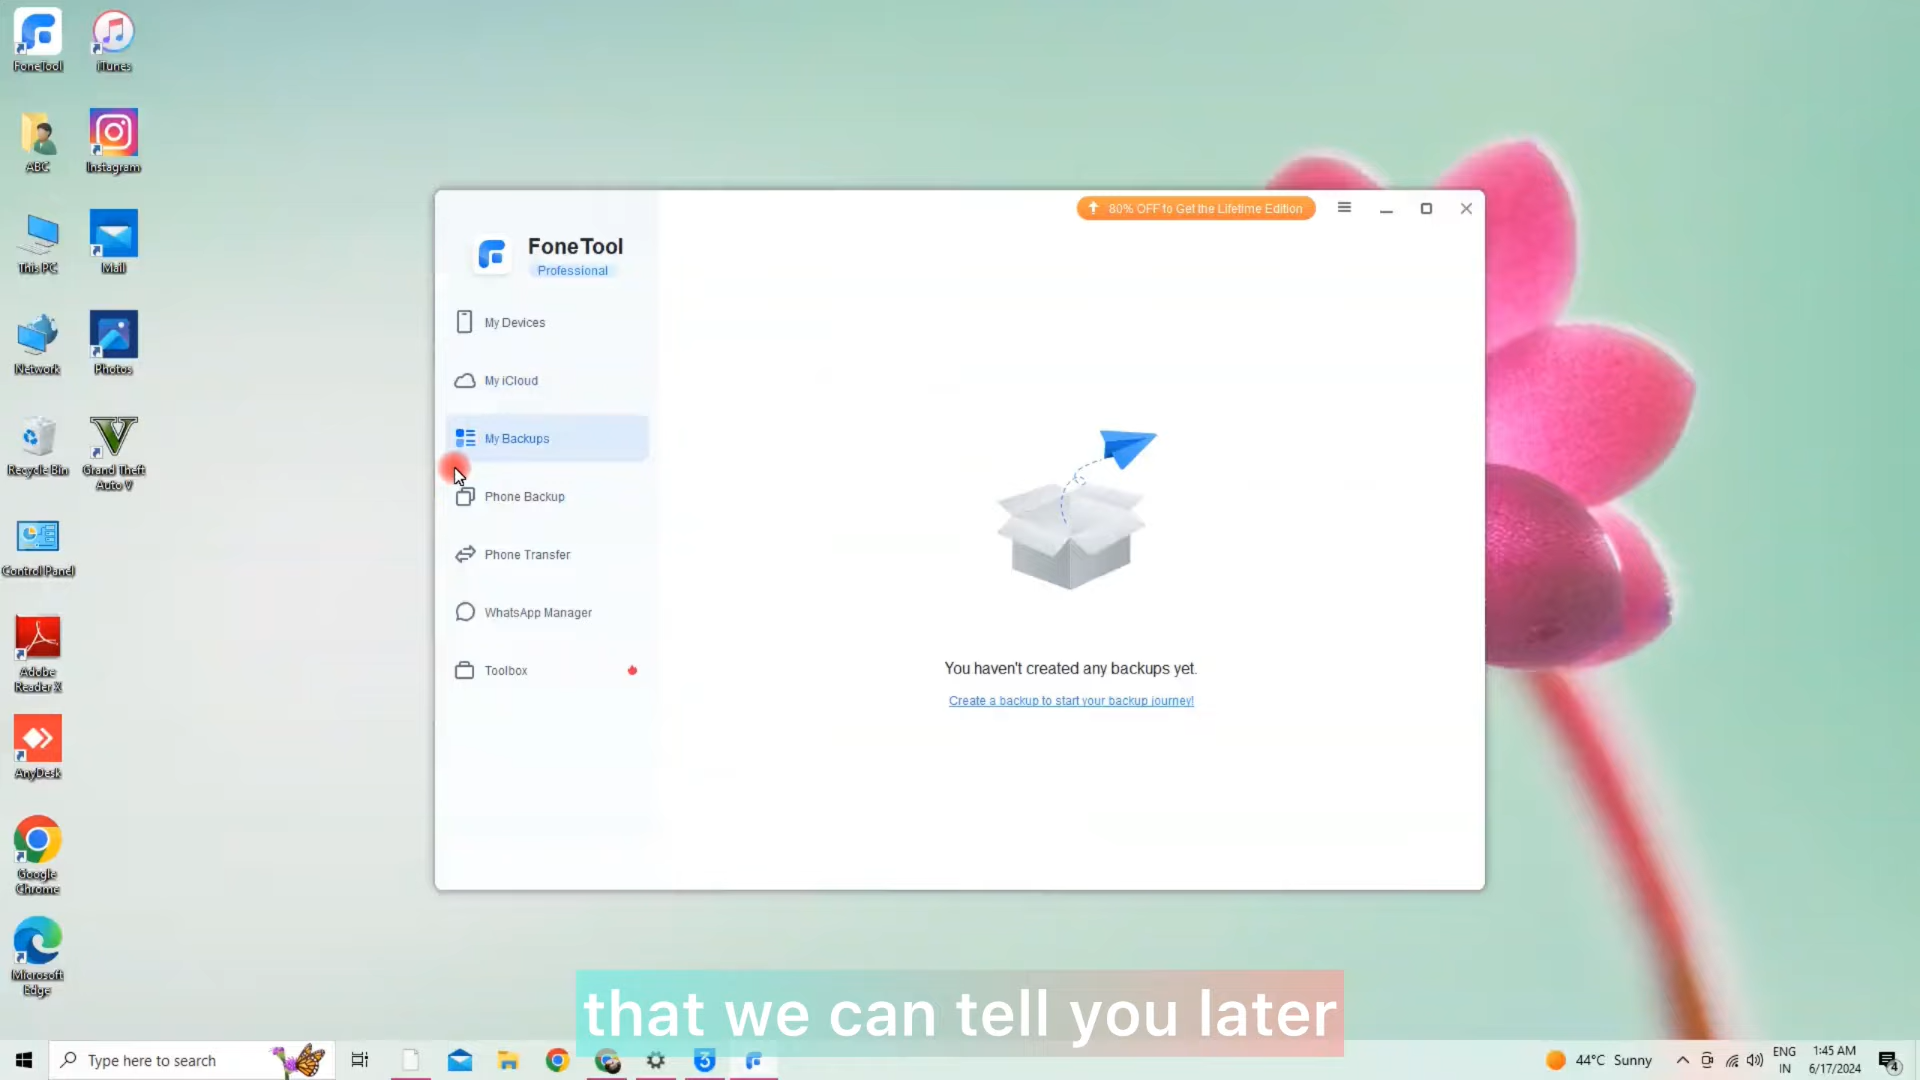 FoneTool
iTunes
ABC
Instagram
This PC
Mail
Network
Photos
Recycle Bin
Grand Theft
Auto V
Control Panel
Adobe
Reader X
AnyDesk
Google
Chrome
Microsoft
Edge
80% OFF to Get the Lifetime Edition
FoneTool
Professional
My Devices
My iCloud
My Backups
Phone Backup
Phone Transfer
WhatsApp Manager
Toolbox
You haven't created any backups yet.
Create a backup to start your backup journey!
that we can tell you later
Type here to search
3
44°C Sunny
ENG
IN
1:45 AM
6/17/2024
4